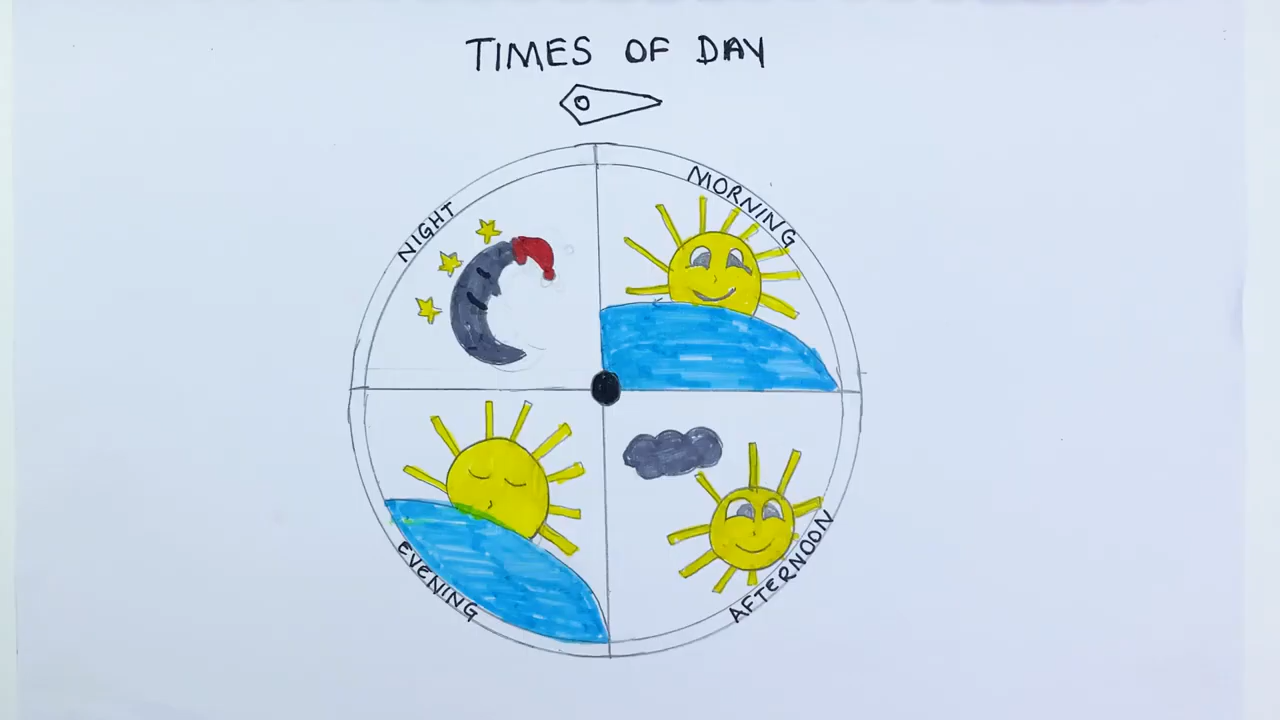 TIMES OF DAY
NIGHT
MORNING
EVENING
AFTERNOON